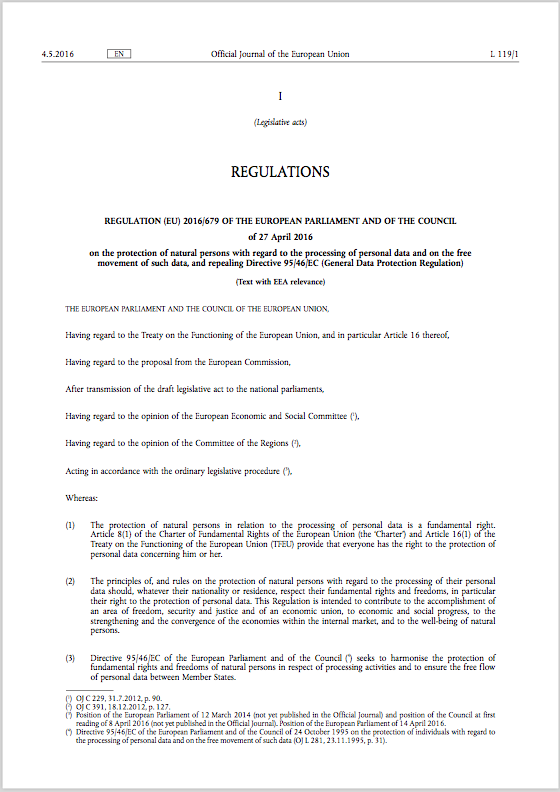 4.5.2016 EN Official Journal of the European Union L 119/1
I
(Legislative acts)
REGULATIONS
REGULATION (EU) 2016/679 OF THE EUROPEAN PARLIAMENT AND OF THE COUNCIL
of 27 April 2016
on the protection of natural persons with regard to the processing of personal data and on the free
movement of such data, and repealing Directive 95/46/EC (General Data Protection Regulation)
(Text with EEA relevance)
THE EUROPEAN PARLIAMENT AND THE COUNCIL OF THE EUROPEAN UNION,
Having regard to the Treaty on the Functioning of the European Union, and in particular Article 16 thereof,
Having regard to the proposal from the European Commission,
After transmission of the draft legislative act to the national parliaments,
Having regard to the opinion of the European Economic and Social Committee (¹),
Having regard to the opinion of the Committee of the Regions (²),
Acting in accordance with the ordinary legislative procedure (³),
Whereas:
(1) The protection of natural persons in relation to the processing of personal data is a fundamental right.
Article 8(1) of the Charter of Fundamental Rights of the European Union (the ‘Charter’) and Article 16(1) of the
Treaty on the Functioning of the European Union (TFEU) provide that everyone has the right to the protection of
personal data concerning him or her.
(2) The principles of, and rules on the protection of natural persons with regard to the processing of their personal
data should, whatever their nationality or residence, respect their fundamental rights and freedoms, in particular
their right to the protection of personal data. This Regulation is intended to contribute to the accomplishment of
an area of freedom, security and justice and of an economic union, to economic and social progress, to the
strengthening and the convergence of the economies within the internal market, and to the well-being of natural
persons.
(3) Directive 95/46/EC of the European Parliament and of the Council (⁴) seeks to harmonise the protection of
fundamental rights and freedoms of natural persons in respect of processing activities and to ensure the free flow
of personal data between Member States.
(¹) OJ C 229, 31.7.2012, p. 90.
(²) OJ C 391, 18.12.2012, p. 127.
(³) Position of the European Parliament of 12 March 2014 (not yet published in the Official Journal) and position of the Council at first
reading of 8 April 2016 (not yet published in the Official Journal). Position of the European Parliament of 14 April 2016.
(⁴) Directive 95/46/EC of the European Parliament and of the Council of 24 October 1995 on the protection of individuals with regard to
the processing of personal data and on the free movement of such data (OJ L 281, 23.11.1995, p. 31).